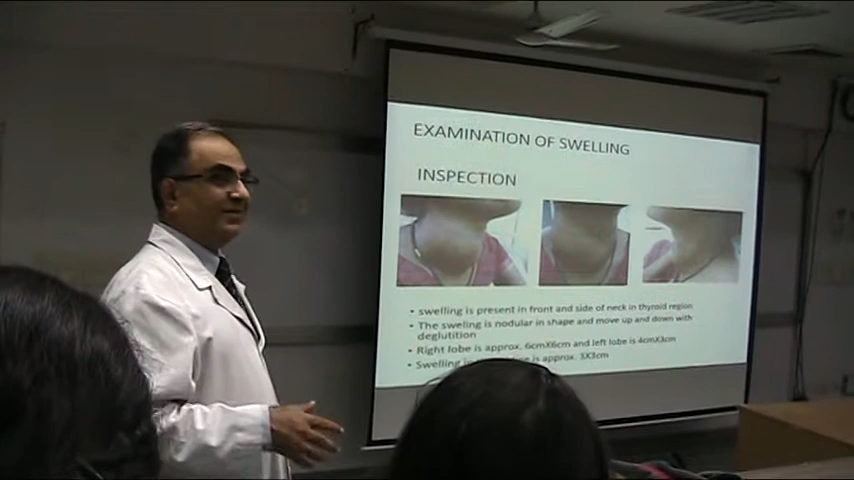 EXAMINATION OF SWELLING
INSPECTION
• swelling is present in front and side of neck in thyroid region
• The swelling is nodular in shape and move up and down with
deglutition
• Right lobe is approx. 6cmX6cm and left lobe is 4cmX3cm
• Swelling in is approx. 5X3cm